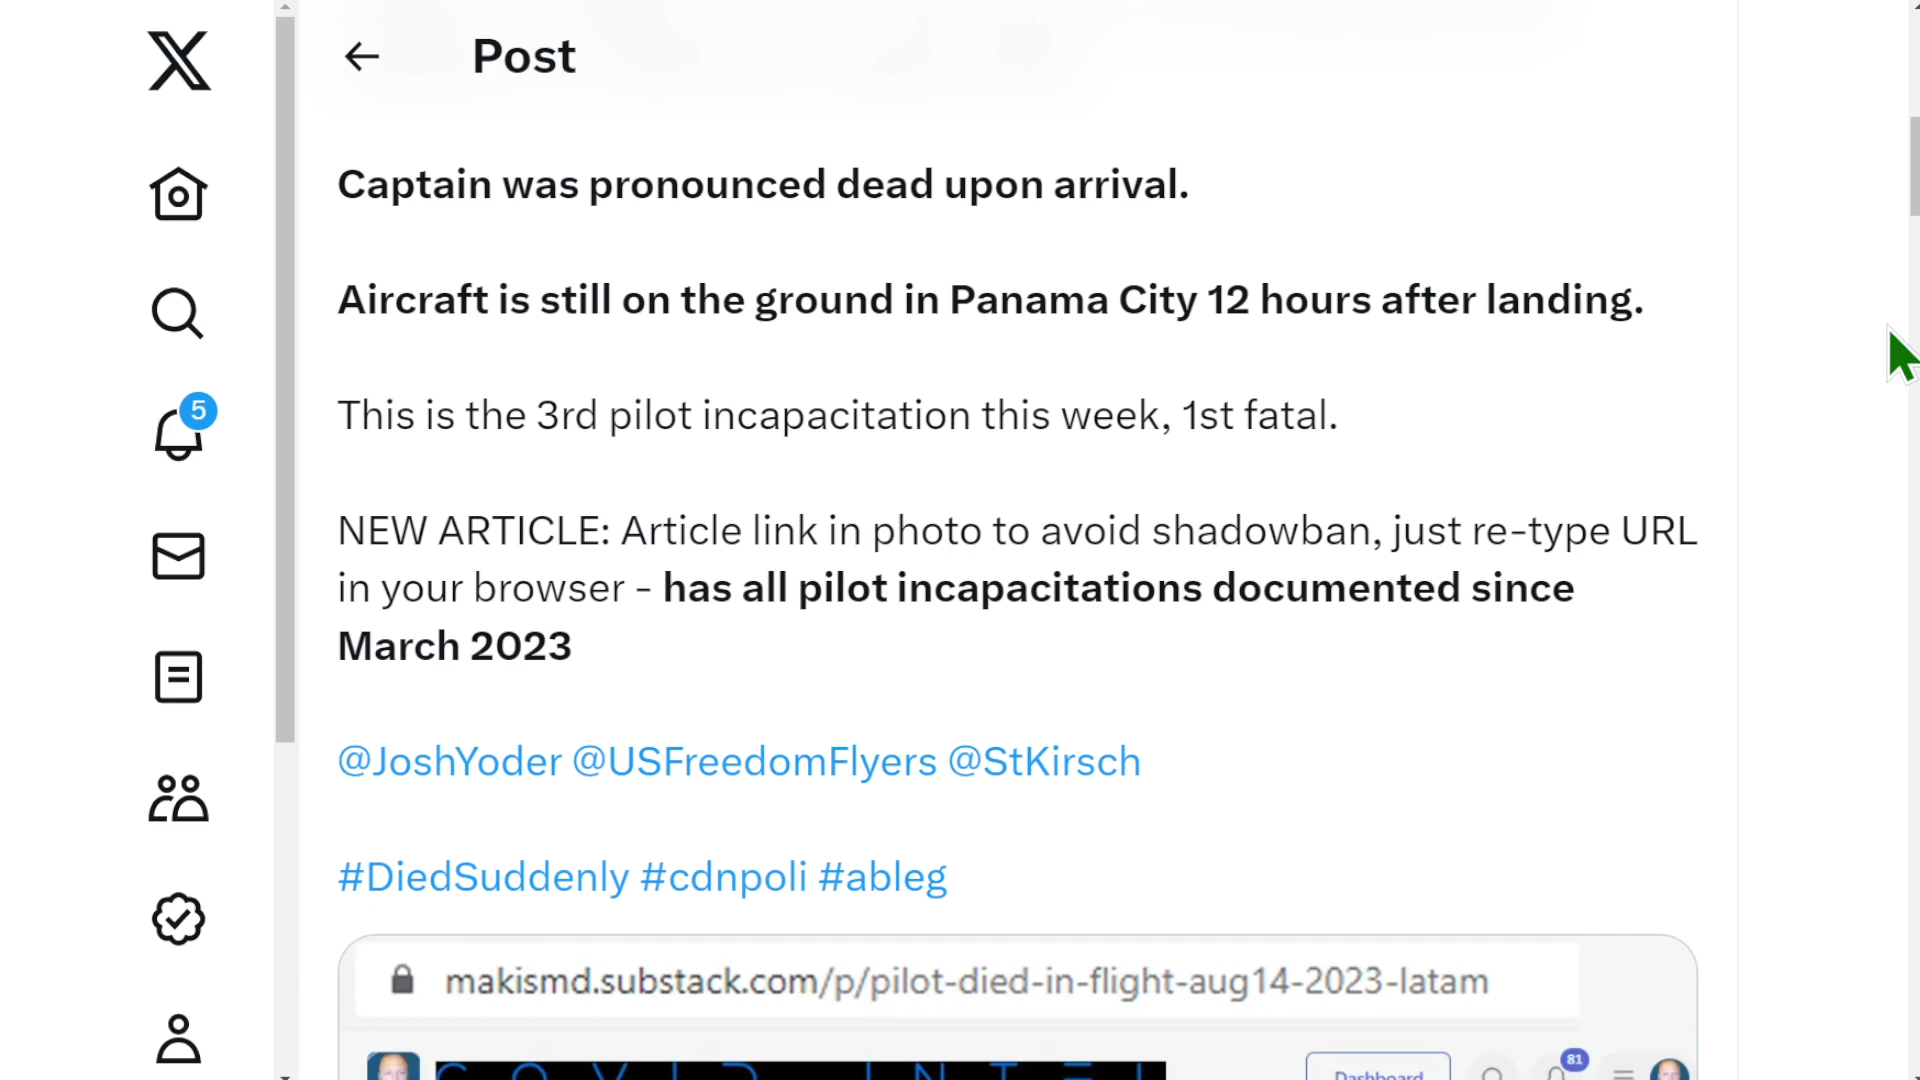 Post
Captain was pronounced dead upon arrival.
Aircraft is still on the ground in Panama City 12 hours after landing.
This is the 3rd pilot incapacitation this week, 1st fatal.
5
NEW ARTICLE: Article link in photo to avoid shadowban, just re-type URL
in your browser - has all pilot incapacitations documented since
March 2023
@JoshYoder @USFreedomFlyers @StKirsch
#DiedSuddenly #cdnpoli #ableg
makismd.substack.com/p/pilot-died-in-flight-aug14-2023-latam
Dashboard
81